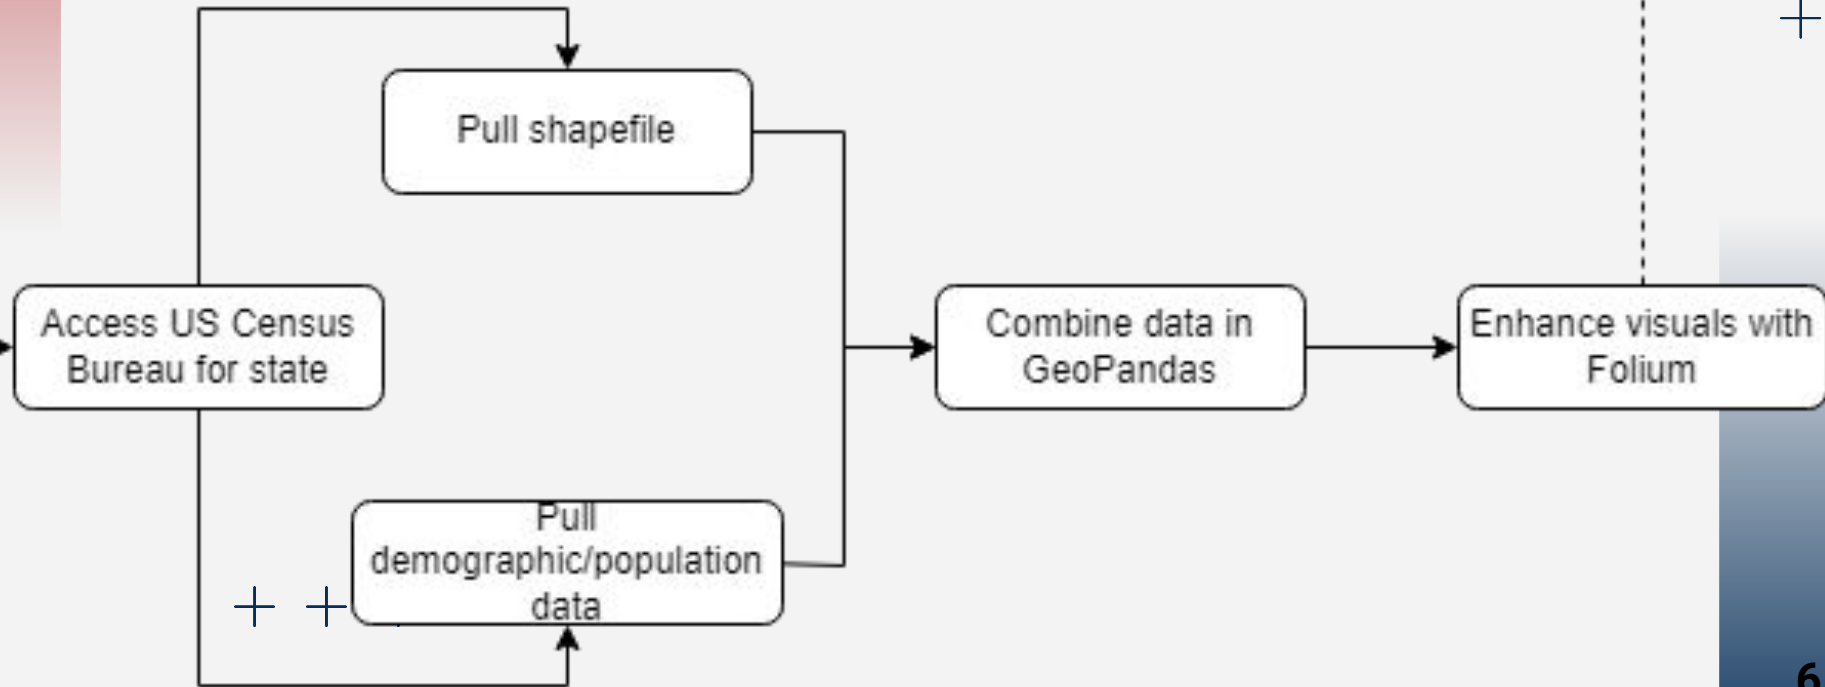 Pull shapefile
Access US Census
Bureau for state
Combine data in
GeoPandas
Enhance visuals with
Folium
Pull
demographic/population
data
6